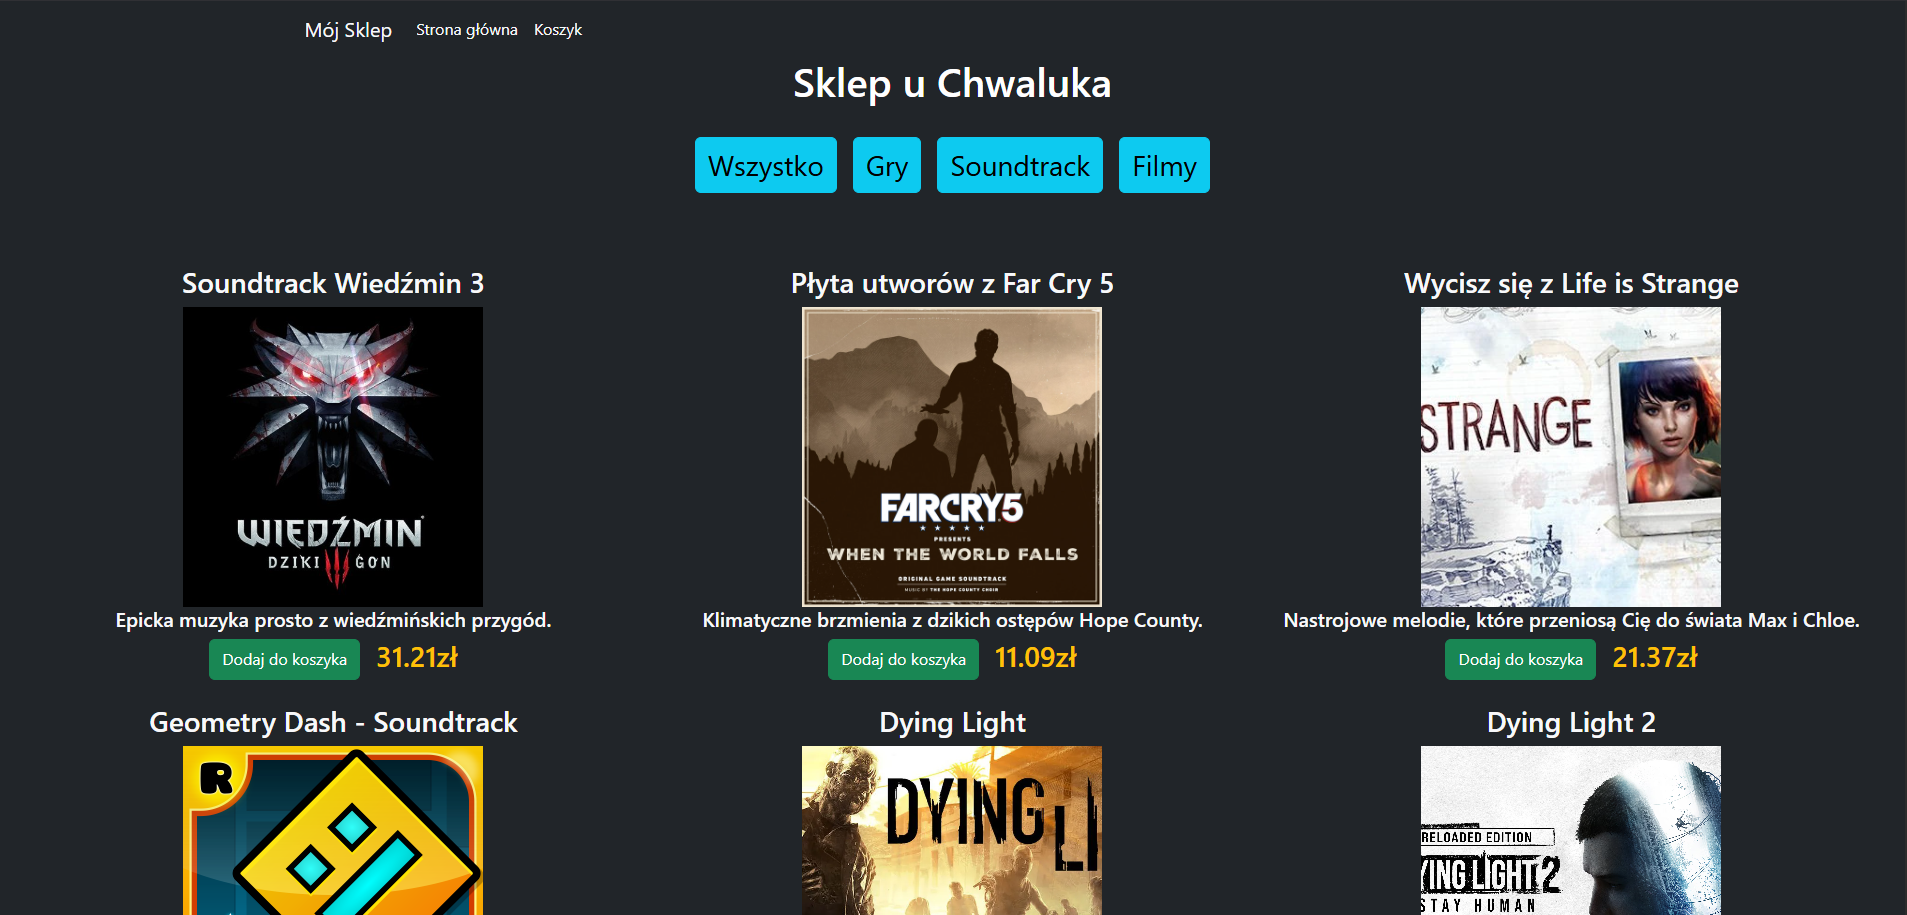 Mój Sklep Strona główna Koszyk
Sklep u Chwaluka
Wszystko Gry Soundtrack Filmy
Soundtrack Wiedźmin 3
WIEDŹMIN
DZIKI III GON
Epicka muzyka prosto z wiedźmińskich przygód.
Dodaj do koszyka 31.21zł
Płyta utworów z Far Cry 5
FARCRY5
PRESENTS
WHEN THE WORLD FALLS
ORIGINAL GAME SOUNDTRACK
MUSIC BY THE HOPE COUNTY CHOIR
Klimatyczne brzmienia z dzikich ostępów Hope County.
Dodaj do koszyka 11.09zł
Wycisz się z Life is Strange
STRANGE
Nastrojowe melodie, które przeniosą Cię do świata Max i Chloe.
Dodaj do koszyka 21.37zł
Geometry Dash - Soundtrack
R
Dying Light
DYING LI
Dying Light 2
RELOADED EDITION
YING LIGHT 2
STAY HUMAN